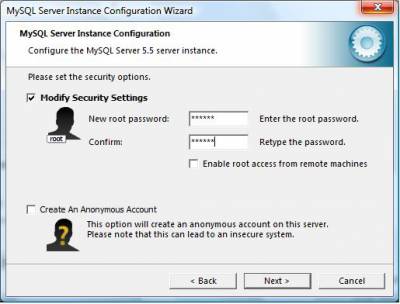 MySQL Server Instance Configuration Wizard
MySQL Server Instance Configuration
Configure the MySQL Server 5.5 server instance.
Please set the security options.
Modify Security Settings
New root password: ****** Enter the root password.
root
Confirm: ****** Retype the password.
Enable root access from remote machines
Create An Anonymous Account
This option will create an anonymous account on this server.
Please note that this can lead to an insecure system.
< Back Next > Cancel